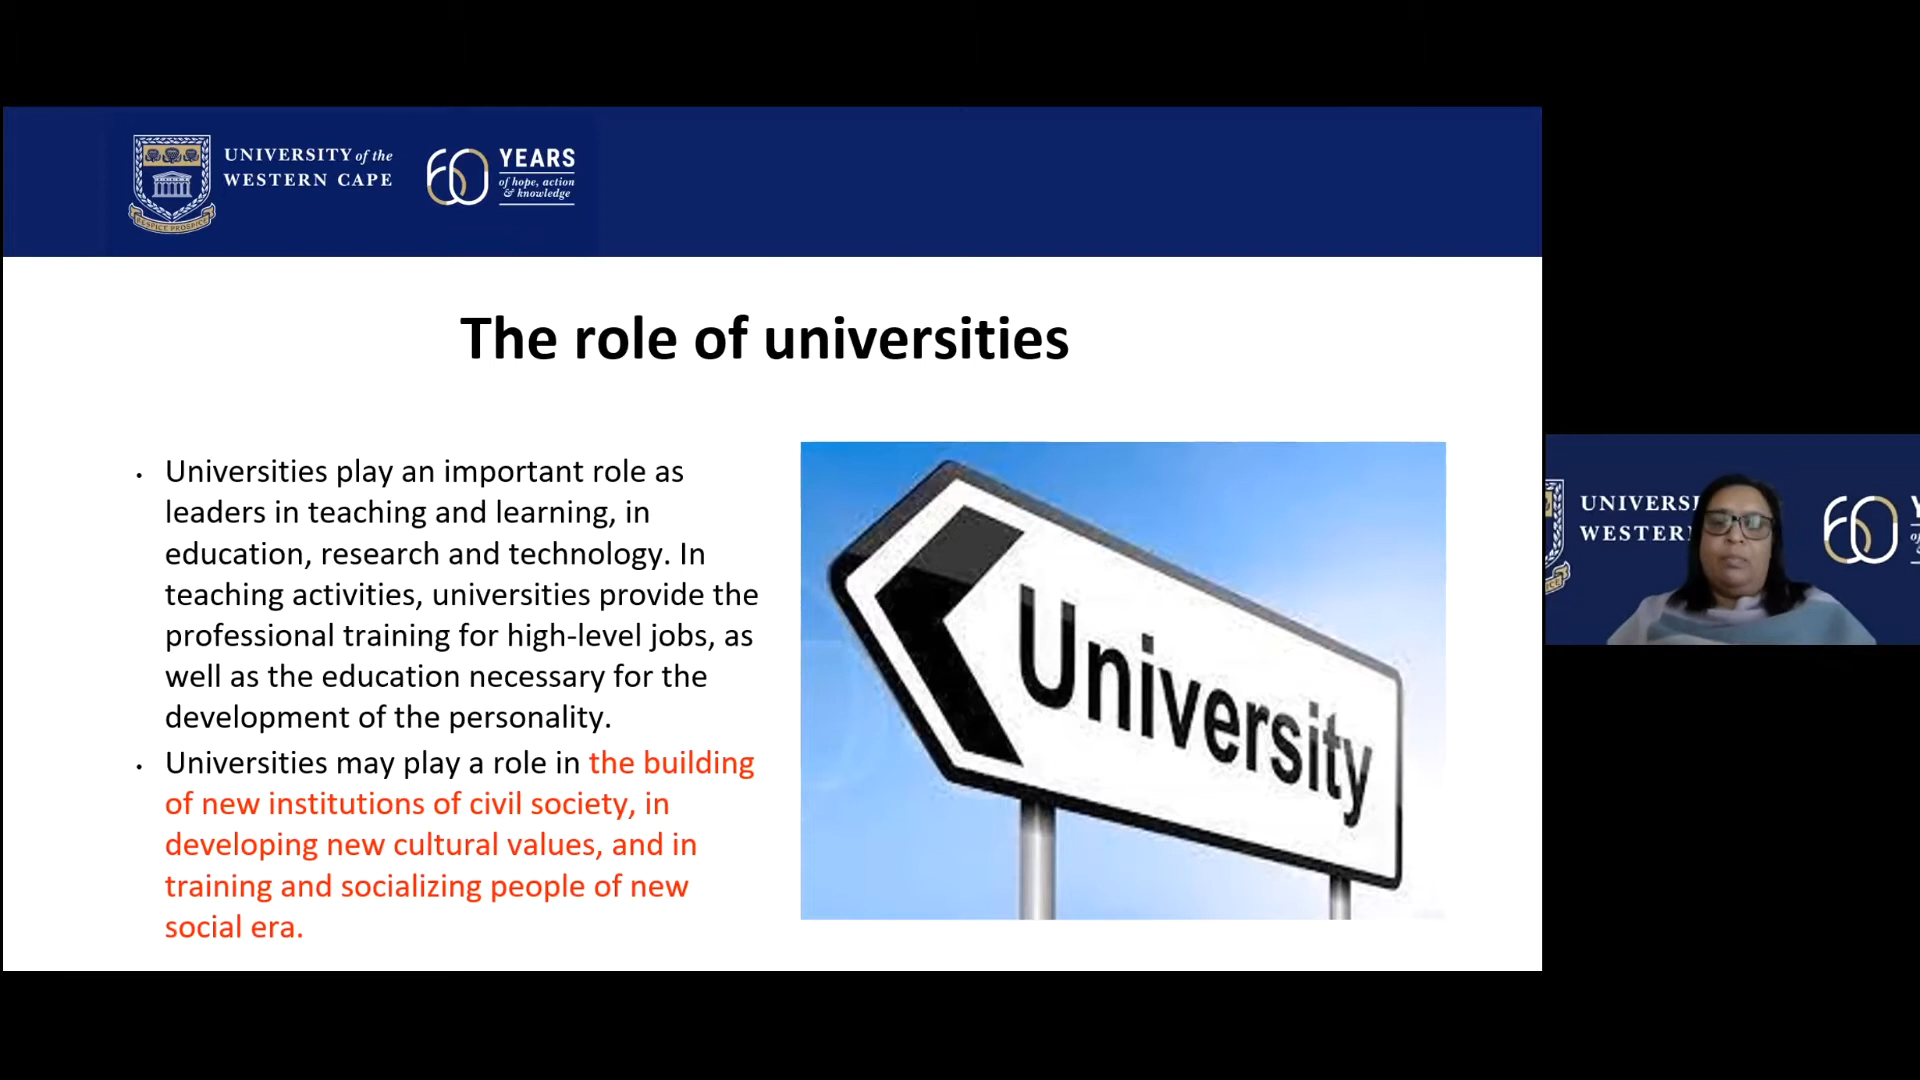 UNIVERSITY of the
WESTERN CAPE
60 YEARS
of hope, action
& knowledge
RESPICE PROSPICE
The role of universities
• Universities play an important role as
leaders in teaching and learning, in
education, research and technology. In
teaching activities, universities provide the
professional training for high-level jobs, as
well as the education necessary for the
development of the personality.
• Universities may play a role in the building
of new institutions of civil society, in
developing new cultural values, and in
training and socializing people of new
social era.
University
UNIVERSI
WESTER
60 Y